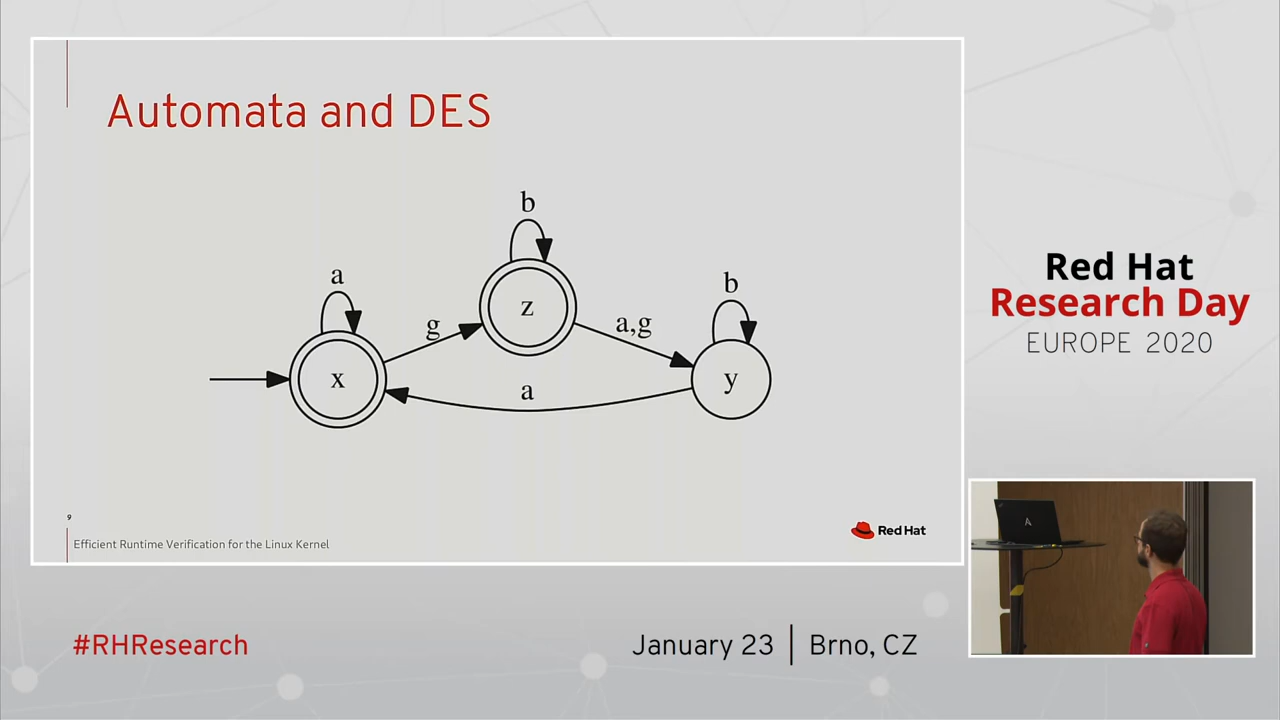 Automata and DES
b
b
a
z
g
a,g
x
y
a
9
Efficient Runtime Verification for the Linux Kernel
Red Hat
Red Hat
Research Day
EUROPE 2020
#RHResearch
January 23 | Brno, CZ